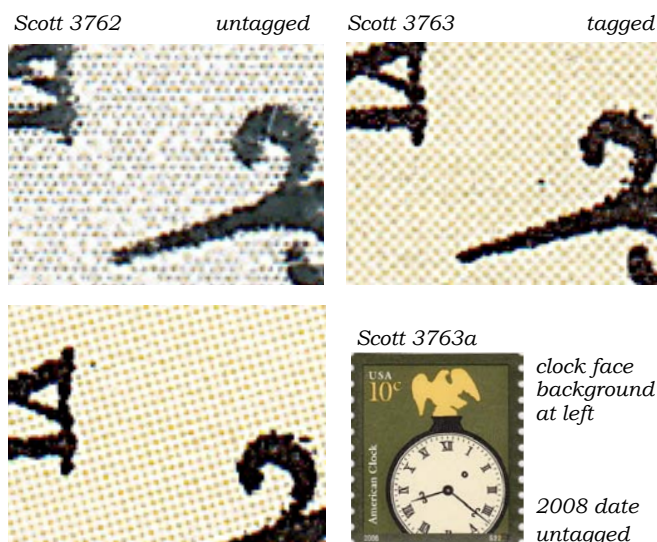 Scott 3762 untagged
Scott 3763 tagged
Scott 3763a
clock face
background
at left
USA
10c
American Clock
2008
2008 date
untagged